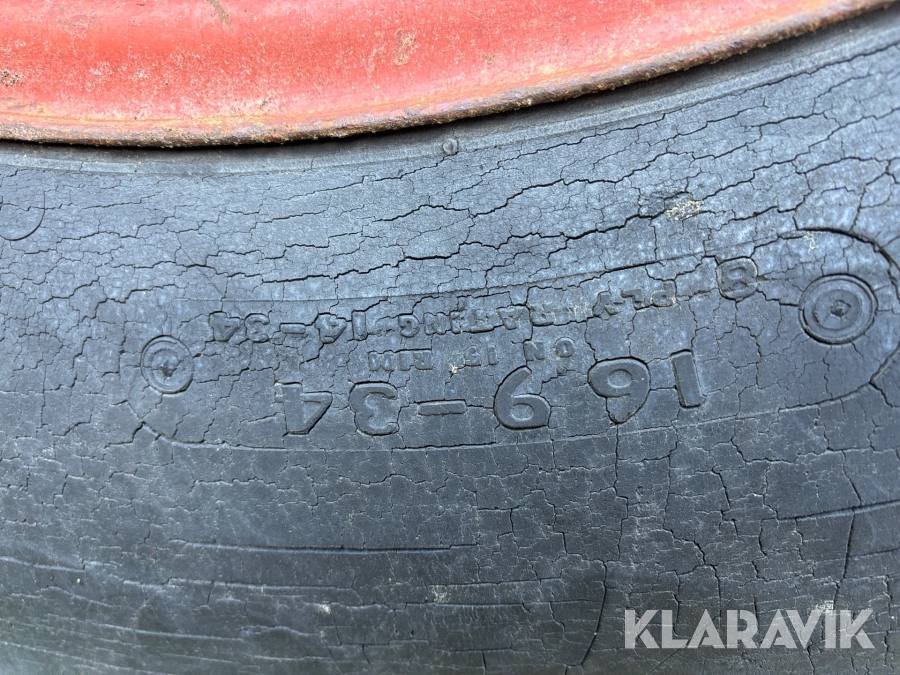 16 9-34
ON 15 RIM
8 PLY RATING 14-34
KLARAVIK